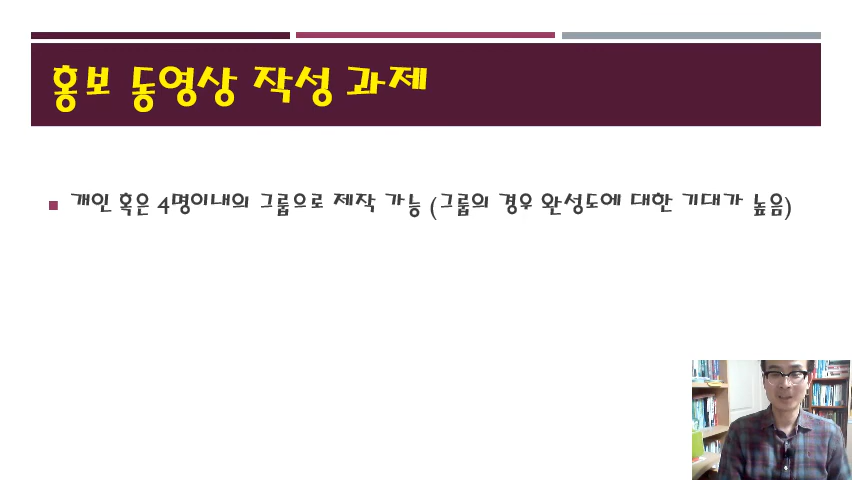 홍보 동영상 작성 과제
개인 혹은 4명이내의 그룹으로 제작 가능 (그룹의 경우 완성도에 대한 기대가 높음)